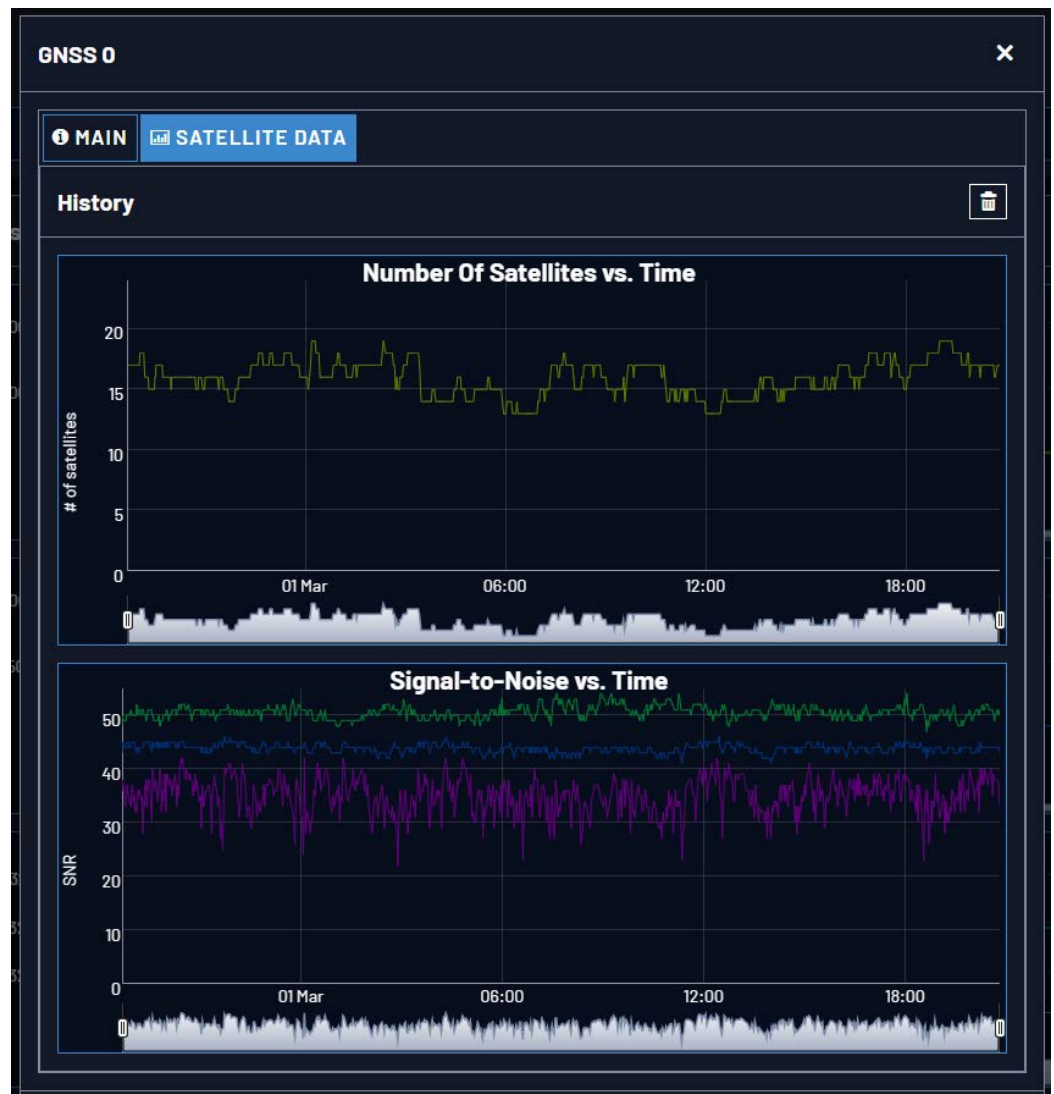 GNSS 0
MAIN
SATELLITE DATA
History
Number Of Satellites vs. Time
# of satellites
20
15
10
5
0
01 Mar
06:00
12:00
18:00
Signal-to-Noise vs. Time
SNR
50
40
30
20
10
0
01 Mar
06:00
12:00
18:00